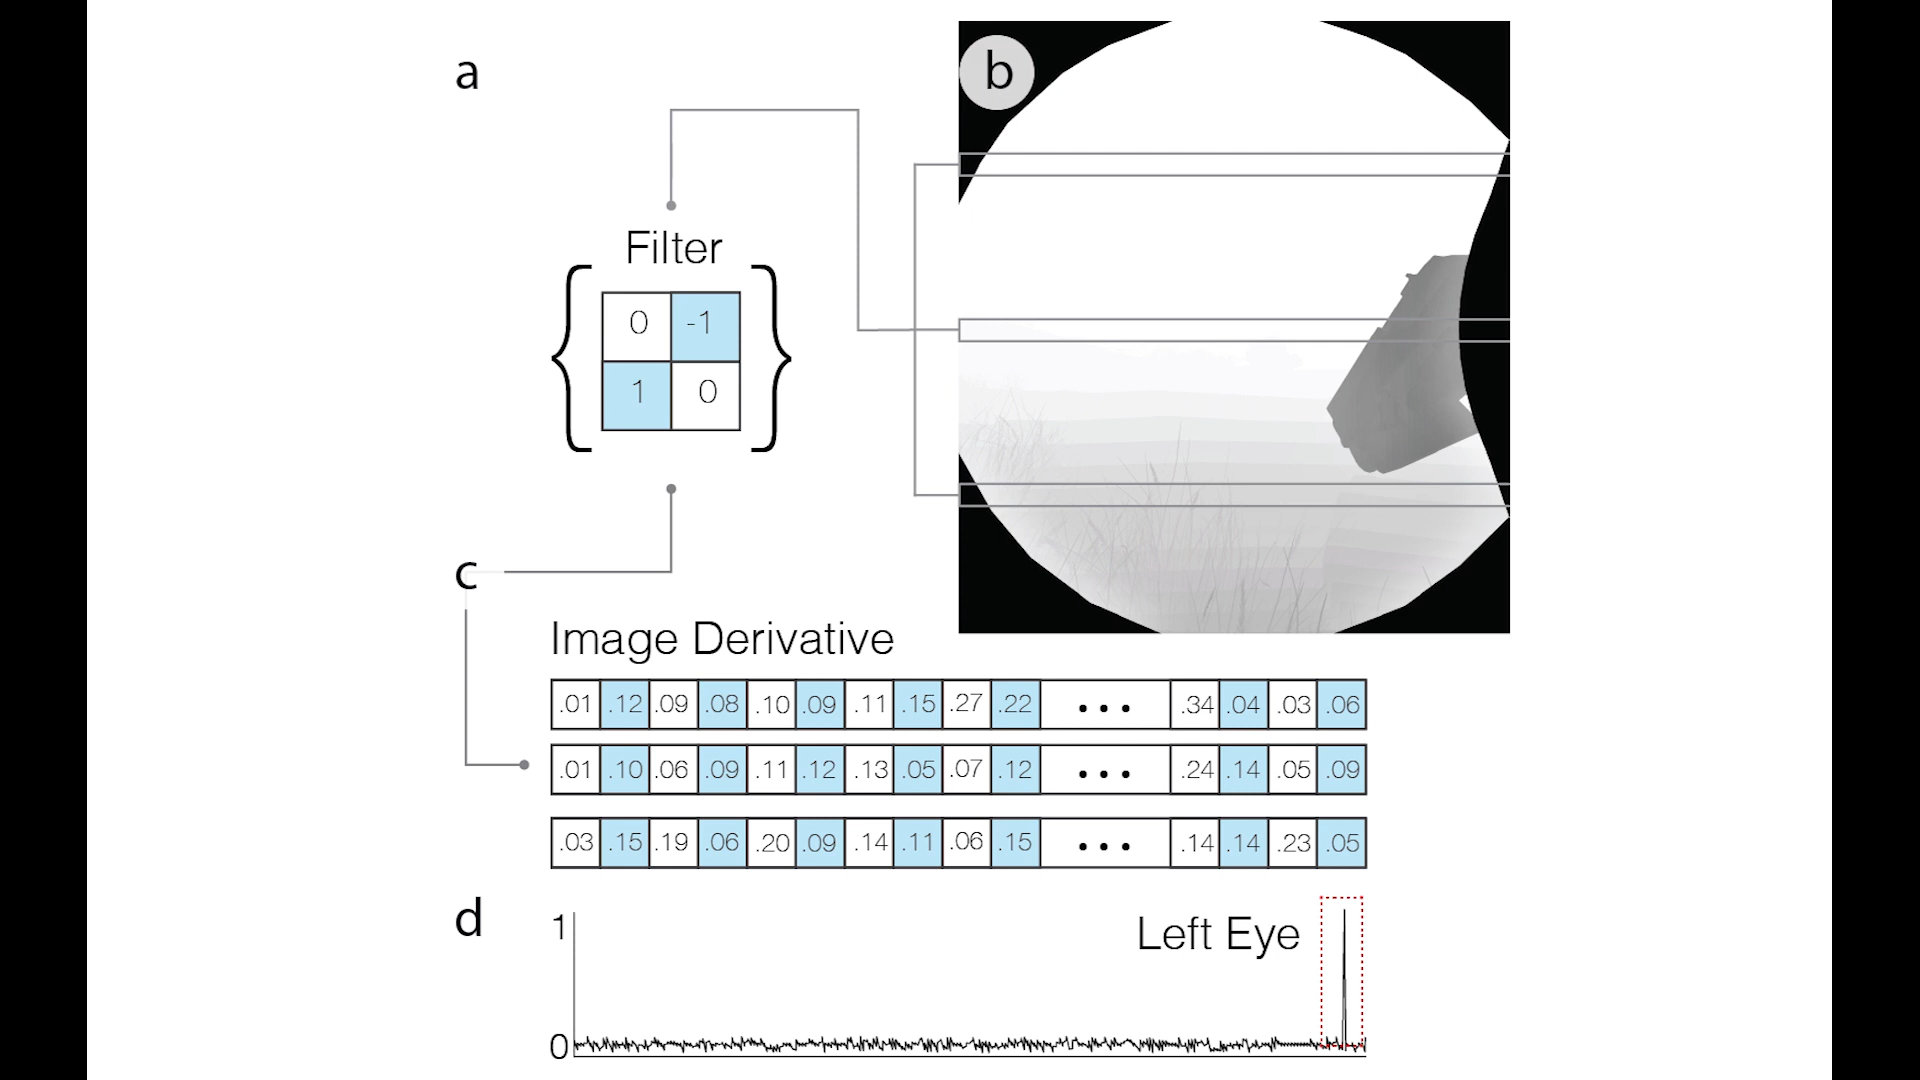 a
b
Filter
0 -1
1 0
c
Image Derivative
.01 .12 .09 .08 .10 .09 .11 .15 .27 .22 ... .34 .04 .03 .06
.01 .10 .06 .09 .11 .12 .13 .05 .07 .12 ... .24 .14 .05 .09
.03 .15 .19 .06 .20 .09 .14 .11 .06 .15 ... .14 .14 .23 .05
d
1
Left Eye
0